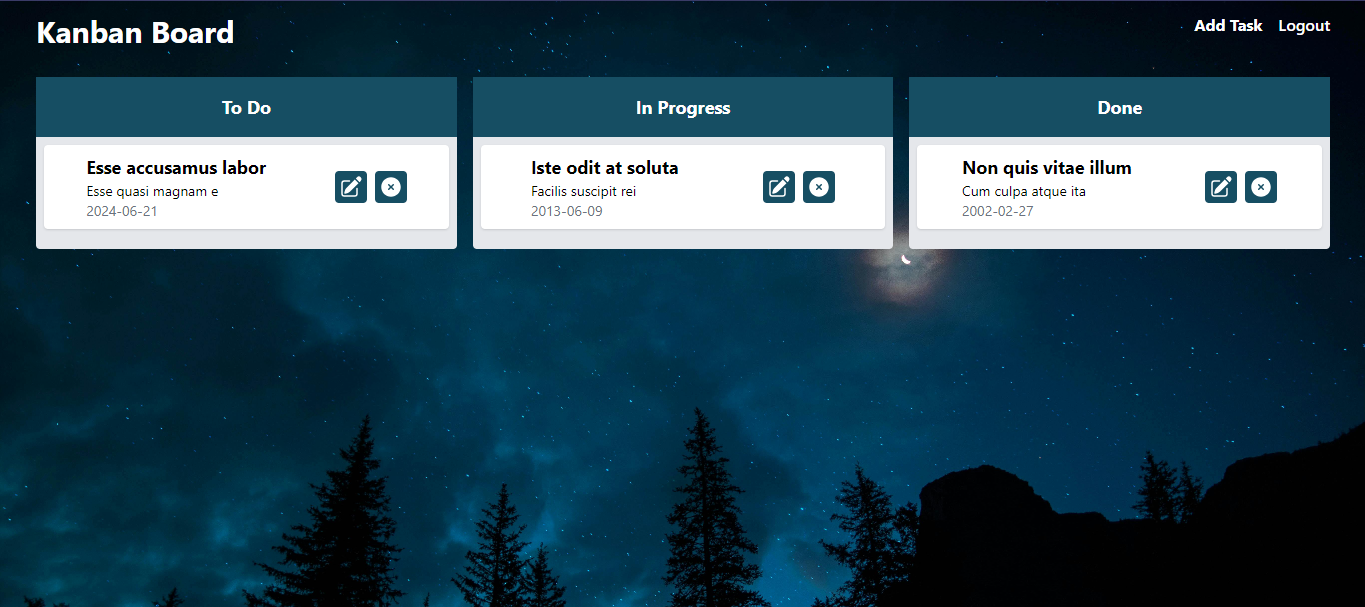 Kanban Board
Add Task Logout
To Do
Esse accusamus labor
Esse quasi magnam e
2024-06-21
In Progress
Iste odit at soluta
Facilis suscipit rei
2013-06-09
Done
Non quis vitae illum
Cum culpa atque ita
2002-02-27